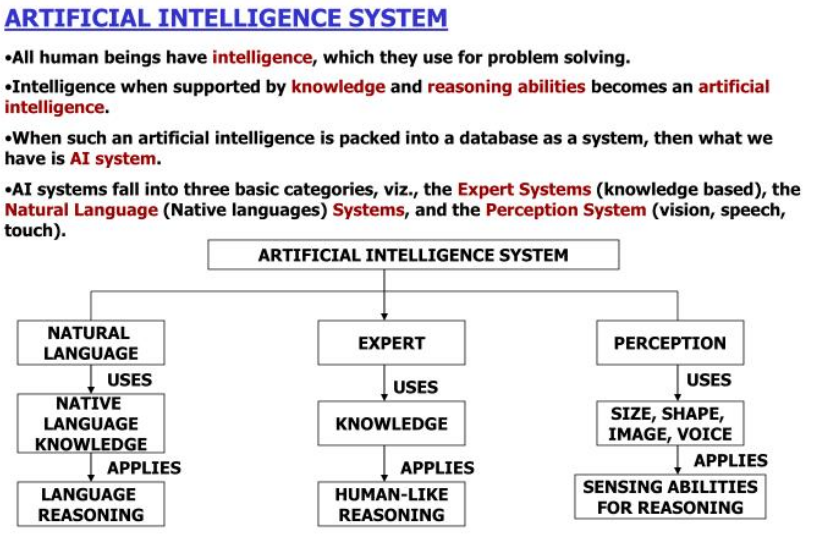 ARTIFICIAL INTELLIGENCE SYSTEM
•All human beings have intelligence, which they use for problem solving.
•Intelligence when supported by knowledge and reasoning abilities becomes an artificial
intelligence.
•When such an artificial intelligence is packed into a database as a system, then what we
have is AI system.
•AI systems fall into three basic categories, viz., the Expert Systems (knowledge based), the
Natural Language (Native languages) Systems, and the Perception System (vision, speech,
touch).
ARTIFICIAL INTELLIGENCE SYSTEM
NATURAL
LANGUAGE
USES
NATIVE
LANGUAGE
KNOWLEDGE
APPLIES
LANGUAGE
REASONING
EXPERT
USES
KNOWLEDGE
APPLIES
HUMAN-LIKE
REASONING
PERCEPTION
USES
SIZE, SHAPE,
IMAGE, VOICE
APPLIES
SENSING ABILITIES
FOR REASONING